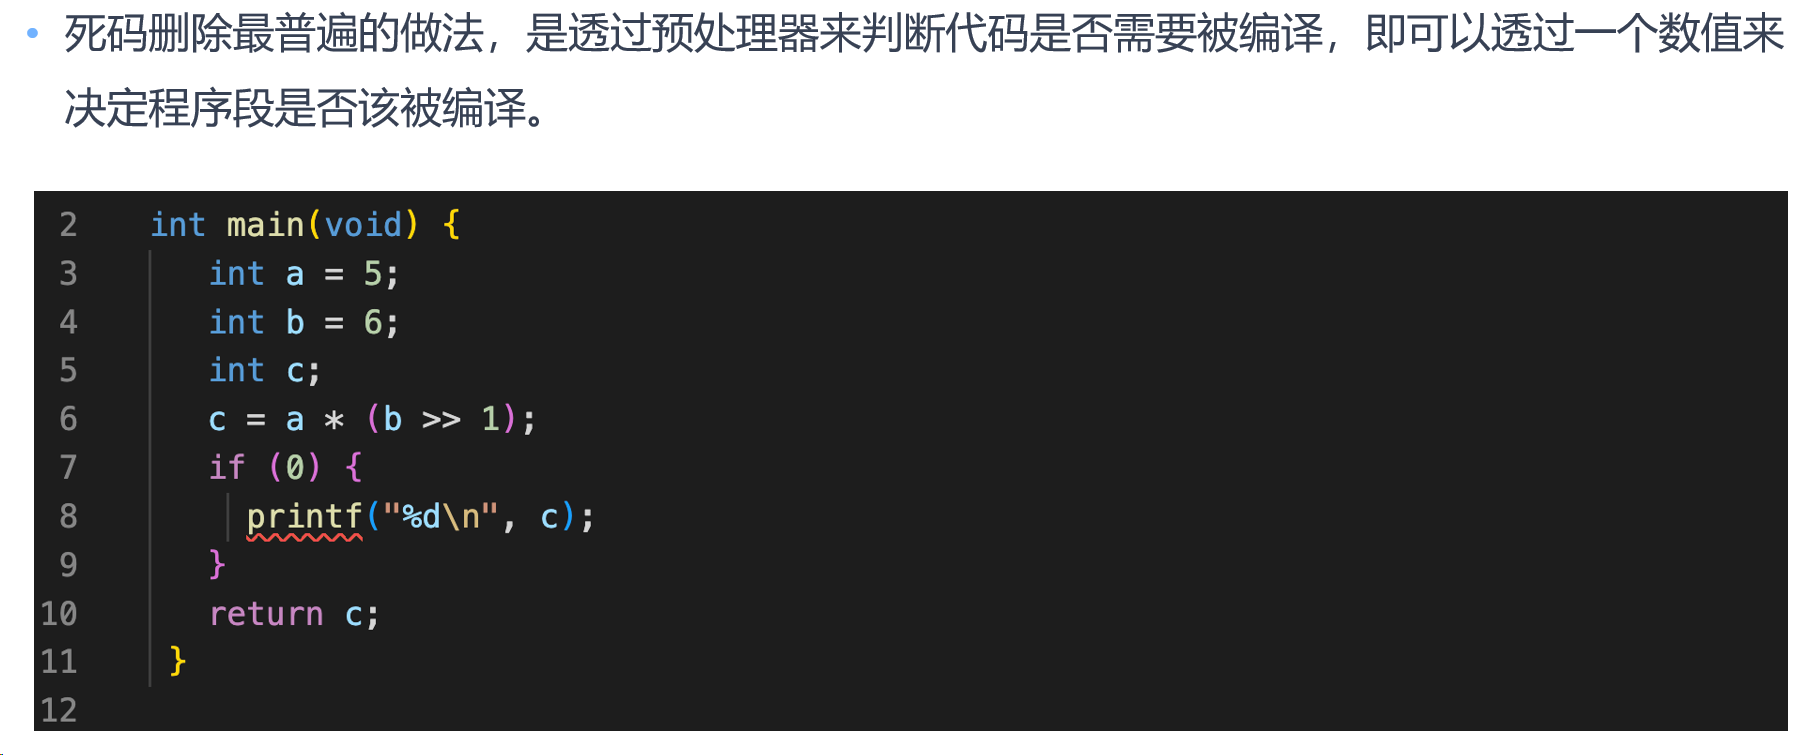 • 死码删除最普遍的做法，是透过预处理器来判断代码是否需要被编译，即可以透过一个数值来
决定程序段是否该被编译。
2 int main(void) {
3 int a = 5;
4 int b = 6;
5 int c;
6 c = a * (b >> 1);
7 if (0) {
8 printf("%d\n", c);
9 }
10 return c;
11 }
12